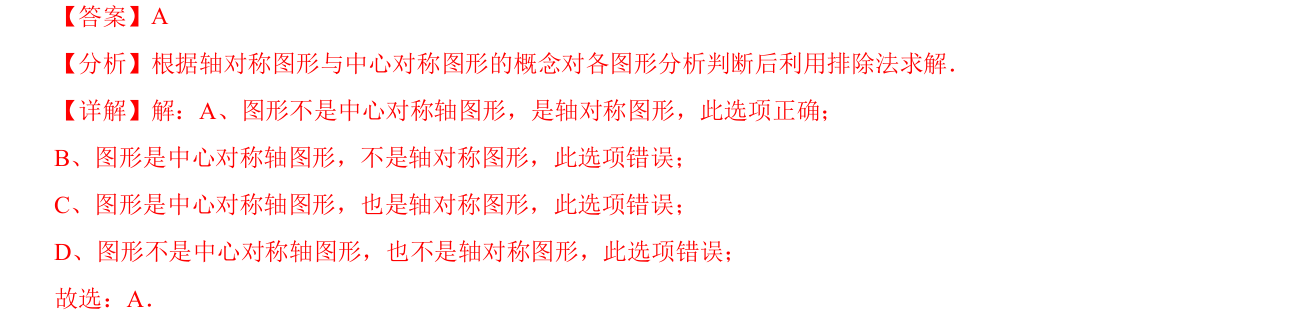 【答案】A
【分析】根据轴对称图形与中心对称图形的概念对各图形分析判断后利用排除法求解．
【详解】解：A、图形不是中心对称轴图形，是轴对称图形，此选项正确；
B、图形是中心对称轴图形，不是轴对称图形，此选项错误；
C、图形是中心对称轴图形，也是轴对称图形，此选项错误；
D、图形不是中心对称轴图形，也不是轴对称图形，此选项错误；
故选：A．